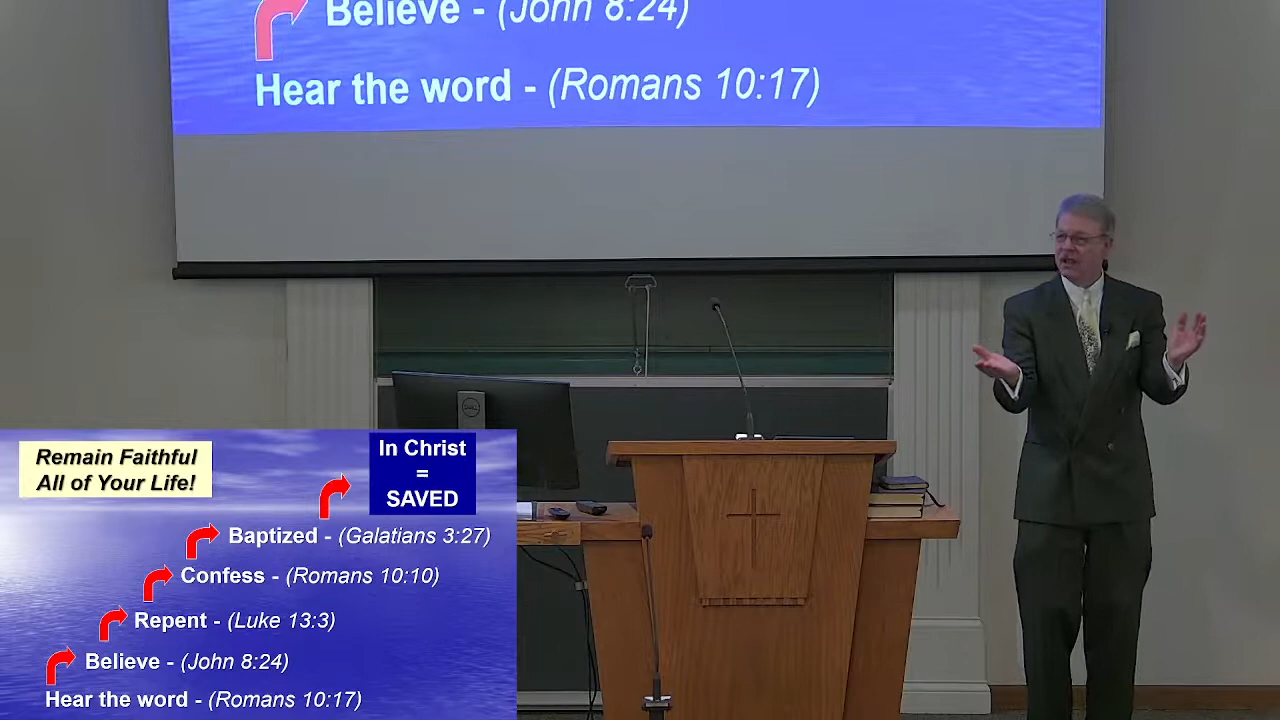 Believe - (John 8:24)
Hear the word - (Romans 10:17)
DELL
Remain Faithful
All of Your Life!
In Christ
=
SAVED
Baptized - (Galatians 3:27)
Confess - (Romans 10:10)
Repent - (Luke 13:3)
Believe - (John 8:24)
Hear the word - (Romans 10:17)